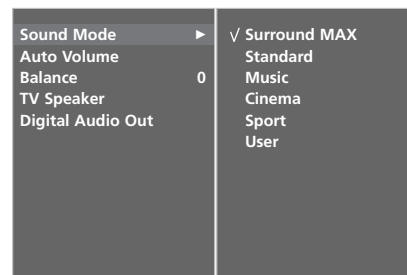 Sound Mode ►
Auto Volume
Balance 0
TV Speaker
Digital Audio Out
√ Surround MAX
Standard
Music
Cinema
Sport
User